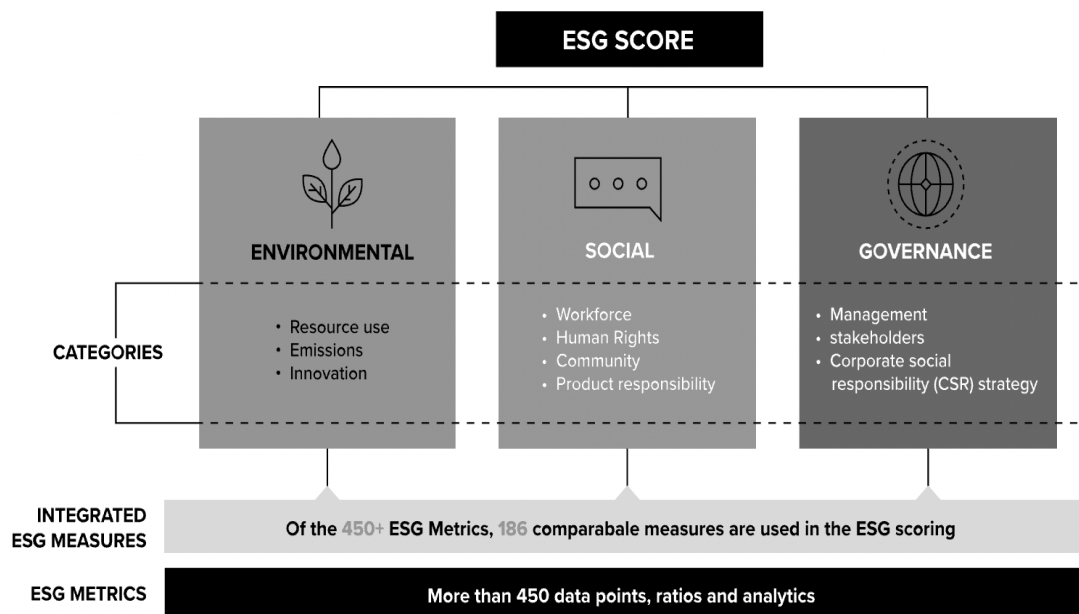 ESG SCORE
ENVIRONMENTAL
SOCIAL
GOVERNANCE
CATEGORIES
• Resource use
• Emissions
• Innovation
• Workforce
• Human Rights
• Community
• Product responsibility
• Management
• stakeholders
• Corporate social
responsibility (CSR) strategy
INTEGRATED
ESG MEASURES
Of the 450+ ESG Metrics, 186 comparabale measures are used in the ESG scoring
ESG METRICS
More than 450 data points, ratios and analytics